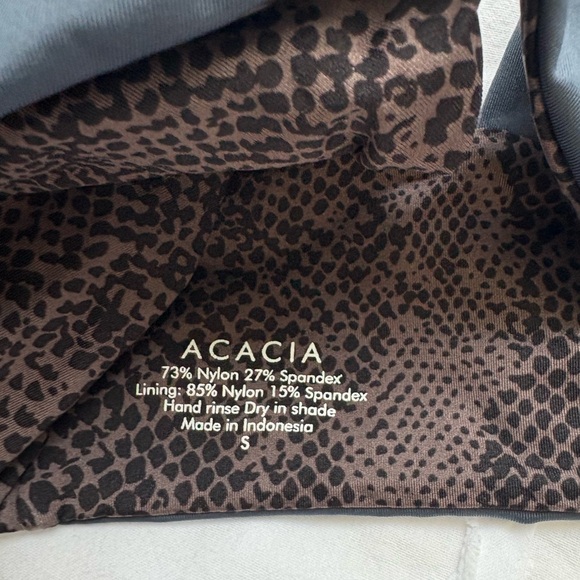 ACACIA
73% Nylon 27% Spandex
Lining: 85% Nylon 15% Spandex
Hand rinse Dry in shade
Made in Indonesia
S